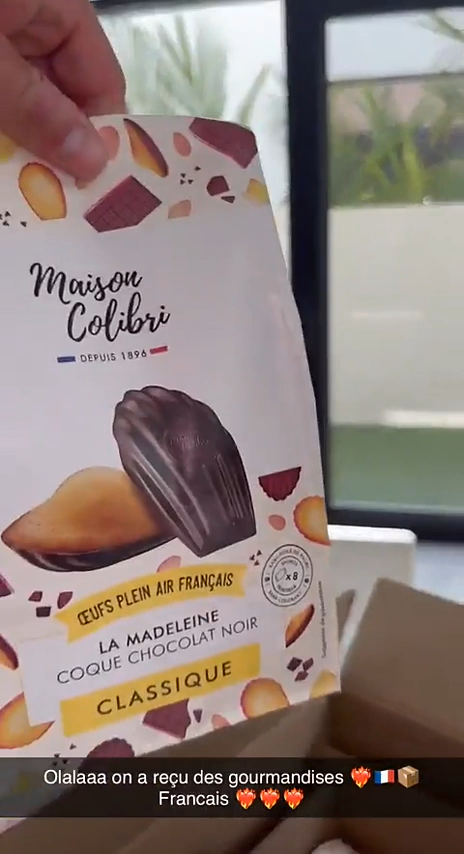 Maison
Colibri
DEPUIS 1896
ŒUFS PLEIN AIR FRANÇAIS
x8
LA MADELEINE
COQUE CHOCOLAT NOIR
CLASSIQUE
Olalaaa on a reçu des gourmandises ❤️‍🔥🇫🇷📦
Francais ❤️‍🔥❤️‍🔥❤️‍🔥